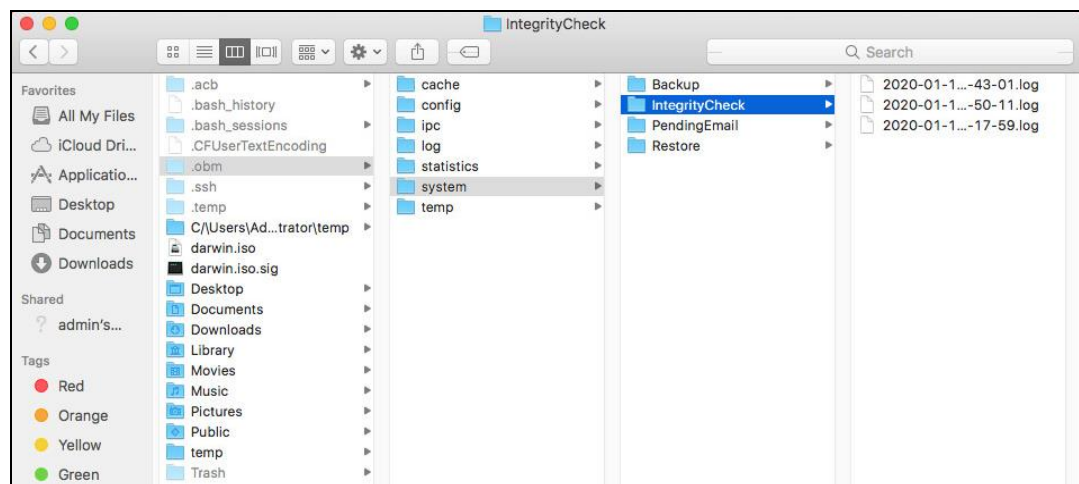 IntegrityCheck
Search
Favorites
All My Files
iCloud Dri...
Applicatio...
Desktop
Documents
Downloads
Shared
admin's...
Tags
Red
Orange
Yellow
Green
.acb
.bash_history
.bash_sessions
.CFUserTextEncoding
.obm
.ssh
.temp
C/\Users\Ad...trator\temp
darwin.iso
darwin.iso.sig
Desktop
Documents
Downloads
Library
Movies
Music
Pictures
Public
temp
Trash
cache
config
ipc
log
statistics
system
temp
Backup
IntegrityCheck
PendingEmail
Restore
2020-01-1...-43-01.log
2020-01-1...-50-11.log
2020-01-1...-17-59.log